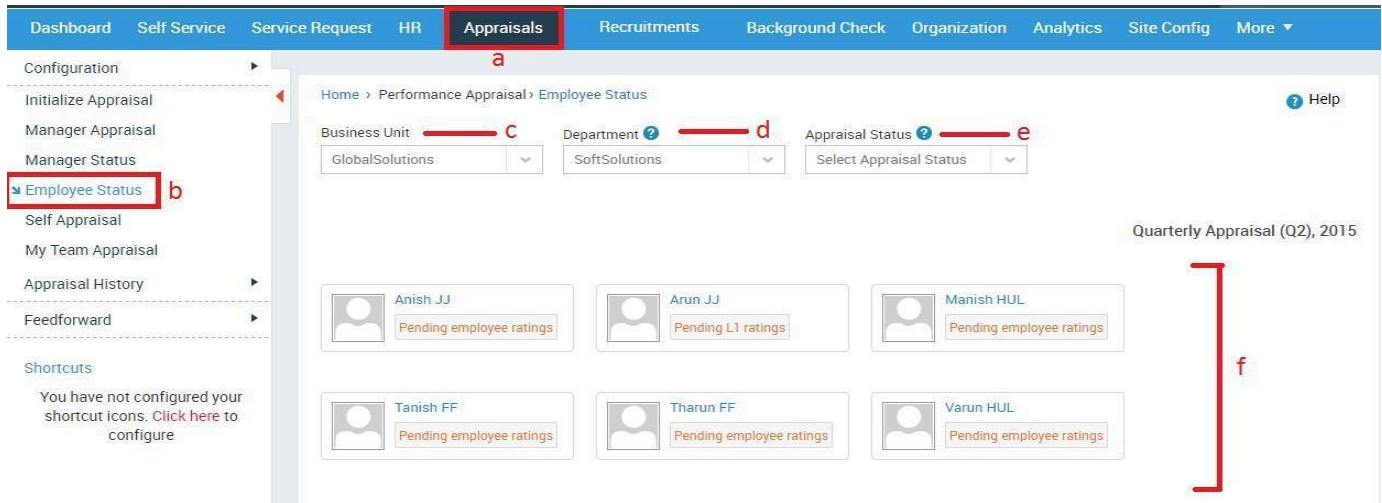 Dashboard Self Service Service Request HR Appraisals Recruitments Background Check Organization Analytics Site Config More
a
Configuration
Initialize Appraisal
Manager Appraisal
Manager Status
Employee Status b
Self Appraisal
My Team Appraisal
Appraisal History
Feedforward
Shortcuts
You have not configured your
shortcut icons. Click here to
configure
Home › Performance Appraisal › Employee Status
? Help
Business Unit c Department ? d Appraisal Status ? e
GlobalSolutions SoftSolutions Select Appraisal Status
Quarterly Appraisal (Q2), 2015
Anish JJ Arun JJ Manish HUL
Pending employee ratings Pending L1 ratings Pending employee ratings
f
Tanish FF Tharun FF Varun HUL
Pending employee ratings Pending employee ratings Pending employee ratings